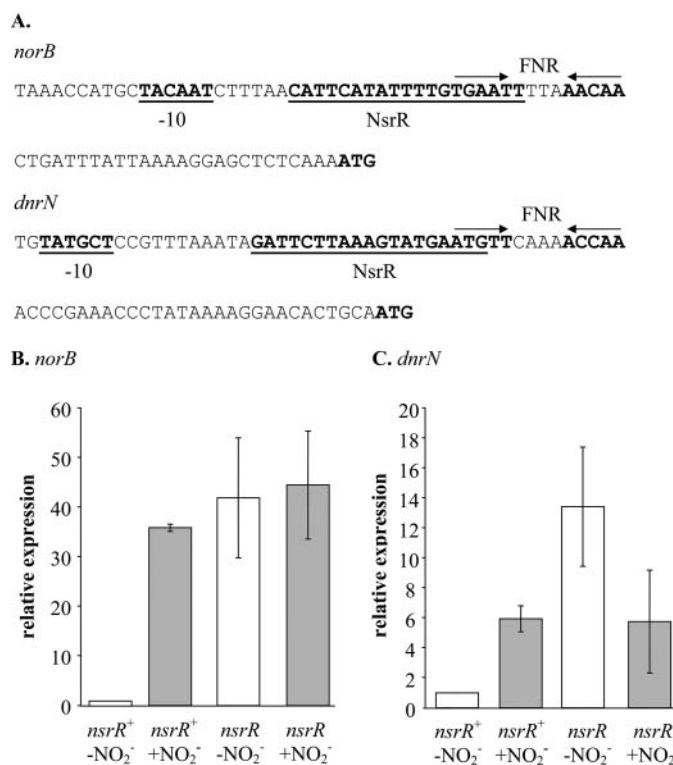 A.
norB
FNR
TAAACCATGCTACAATCTTTAACATTCATATTTTGTGAATTTTAAACAA
-10 NsrR
CTGATTTATTAAAAGGAGCTCTCAAAATG
dnrN
FNR
TGTATGCTCCGTTTAAATAGATTCTTAAAGTATGAATGTTCAAAACCAA
-10 NsrR
ACCCGAAACCCTATAAAAGGAACACTGCAATG
B. norB
C. dnrN
relative expression
60
50
40
30
20
10
0
nsrR⁺ -NO₂⁻
nsrR⁺ +NO₂⁻
nsrR -NO₂⁻
nsrR +NO₂⁻
relative expression
20
18
16
14
12
10
8
6
4
2
0
nsrR⁺ -NO₂⁻
nsrR⁺ +NO₂⁻
nsrR -NO₂⁻
nsrR +NO₂⁻